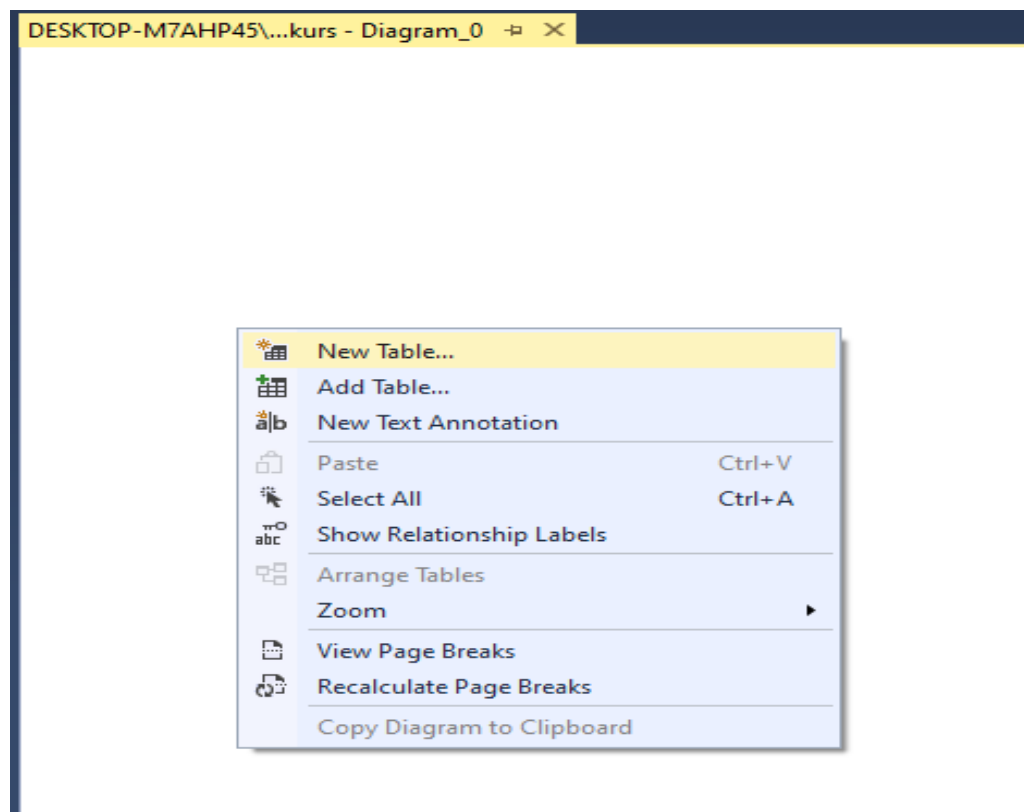 DESKTOP-M7AHP45\...kurs - Diagram_0
New Table...
Add Table...
a|b New Text Annotation
Paste Ctrl+V
Select All Ctrl+A
abc Show Relationship Labels
Arrange Tables
Zoom
View Page Breaks
Recalculate Page Breaks
Copy Diagram to Clipboard